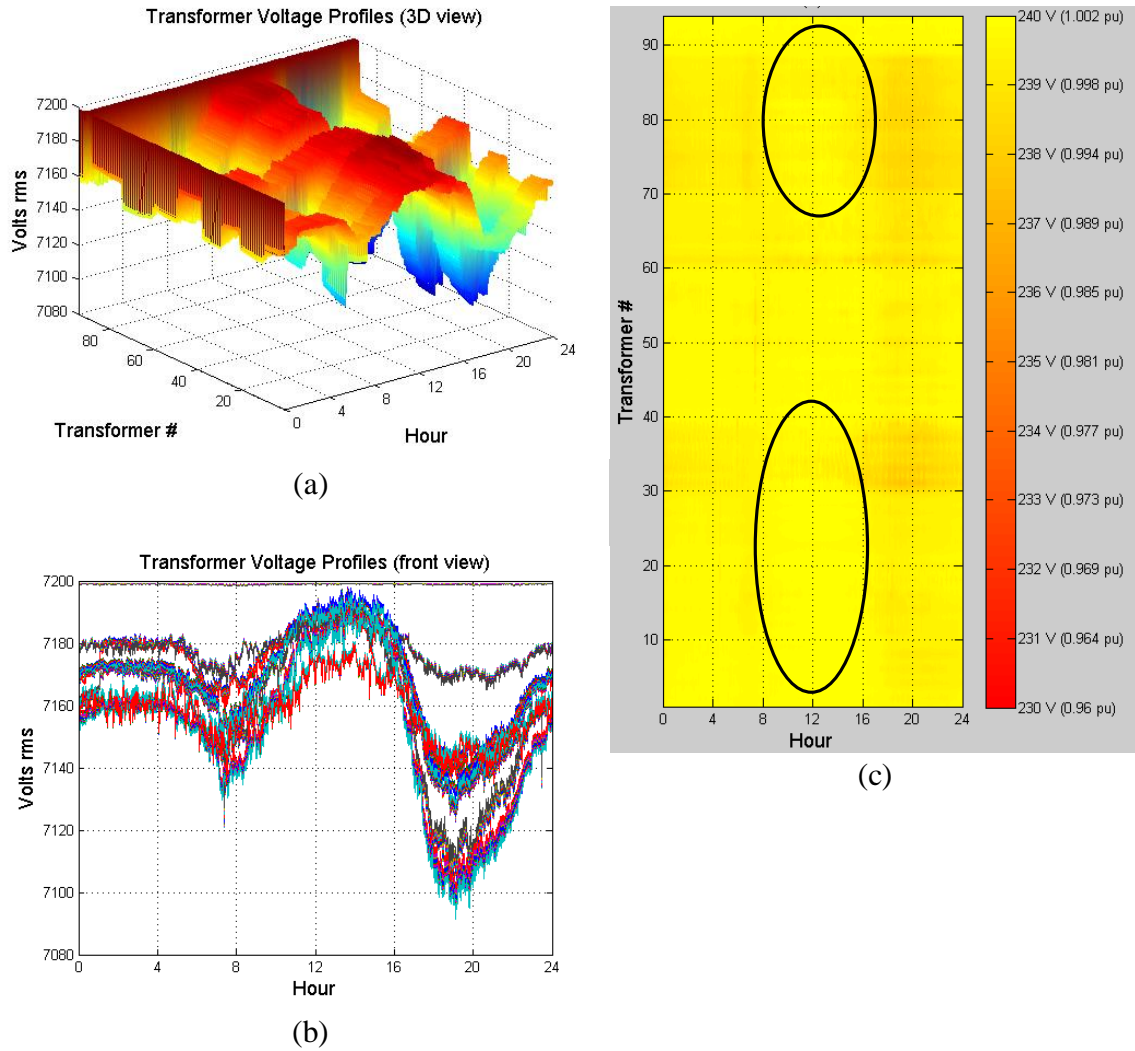 Transformer Voltage Profiles (3D view)
7200
7180
7160
7140
7120
7100
7080
Volts rms
80
60
40
20
Transformer #
0
4
8
12
16
20
24
Hour
(a)
Transformer Voltage Profiles (front view)
7200
7180
7160
7140
7120
7100
7080
Volts rms
0 4 8 12 16 20 24
Hour
(b)
90
80
70
60
50
40
30
20
10
Transformer #
0 4 8 12 16 20 24
Hour
240 V (1.002 pu)
239 V (0.998 pu)
238 V (0.994 pu)
237 V (0.989 pu)
236 V (0.985 pu)
235 V (0.981 pu)
234 V (0.977 pu)
233 V (0.973 pu)
232 V (0.969 pu)
231 V (0.964 pu)
230 V (0.96 pu)
(c)